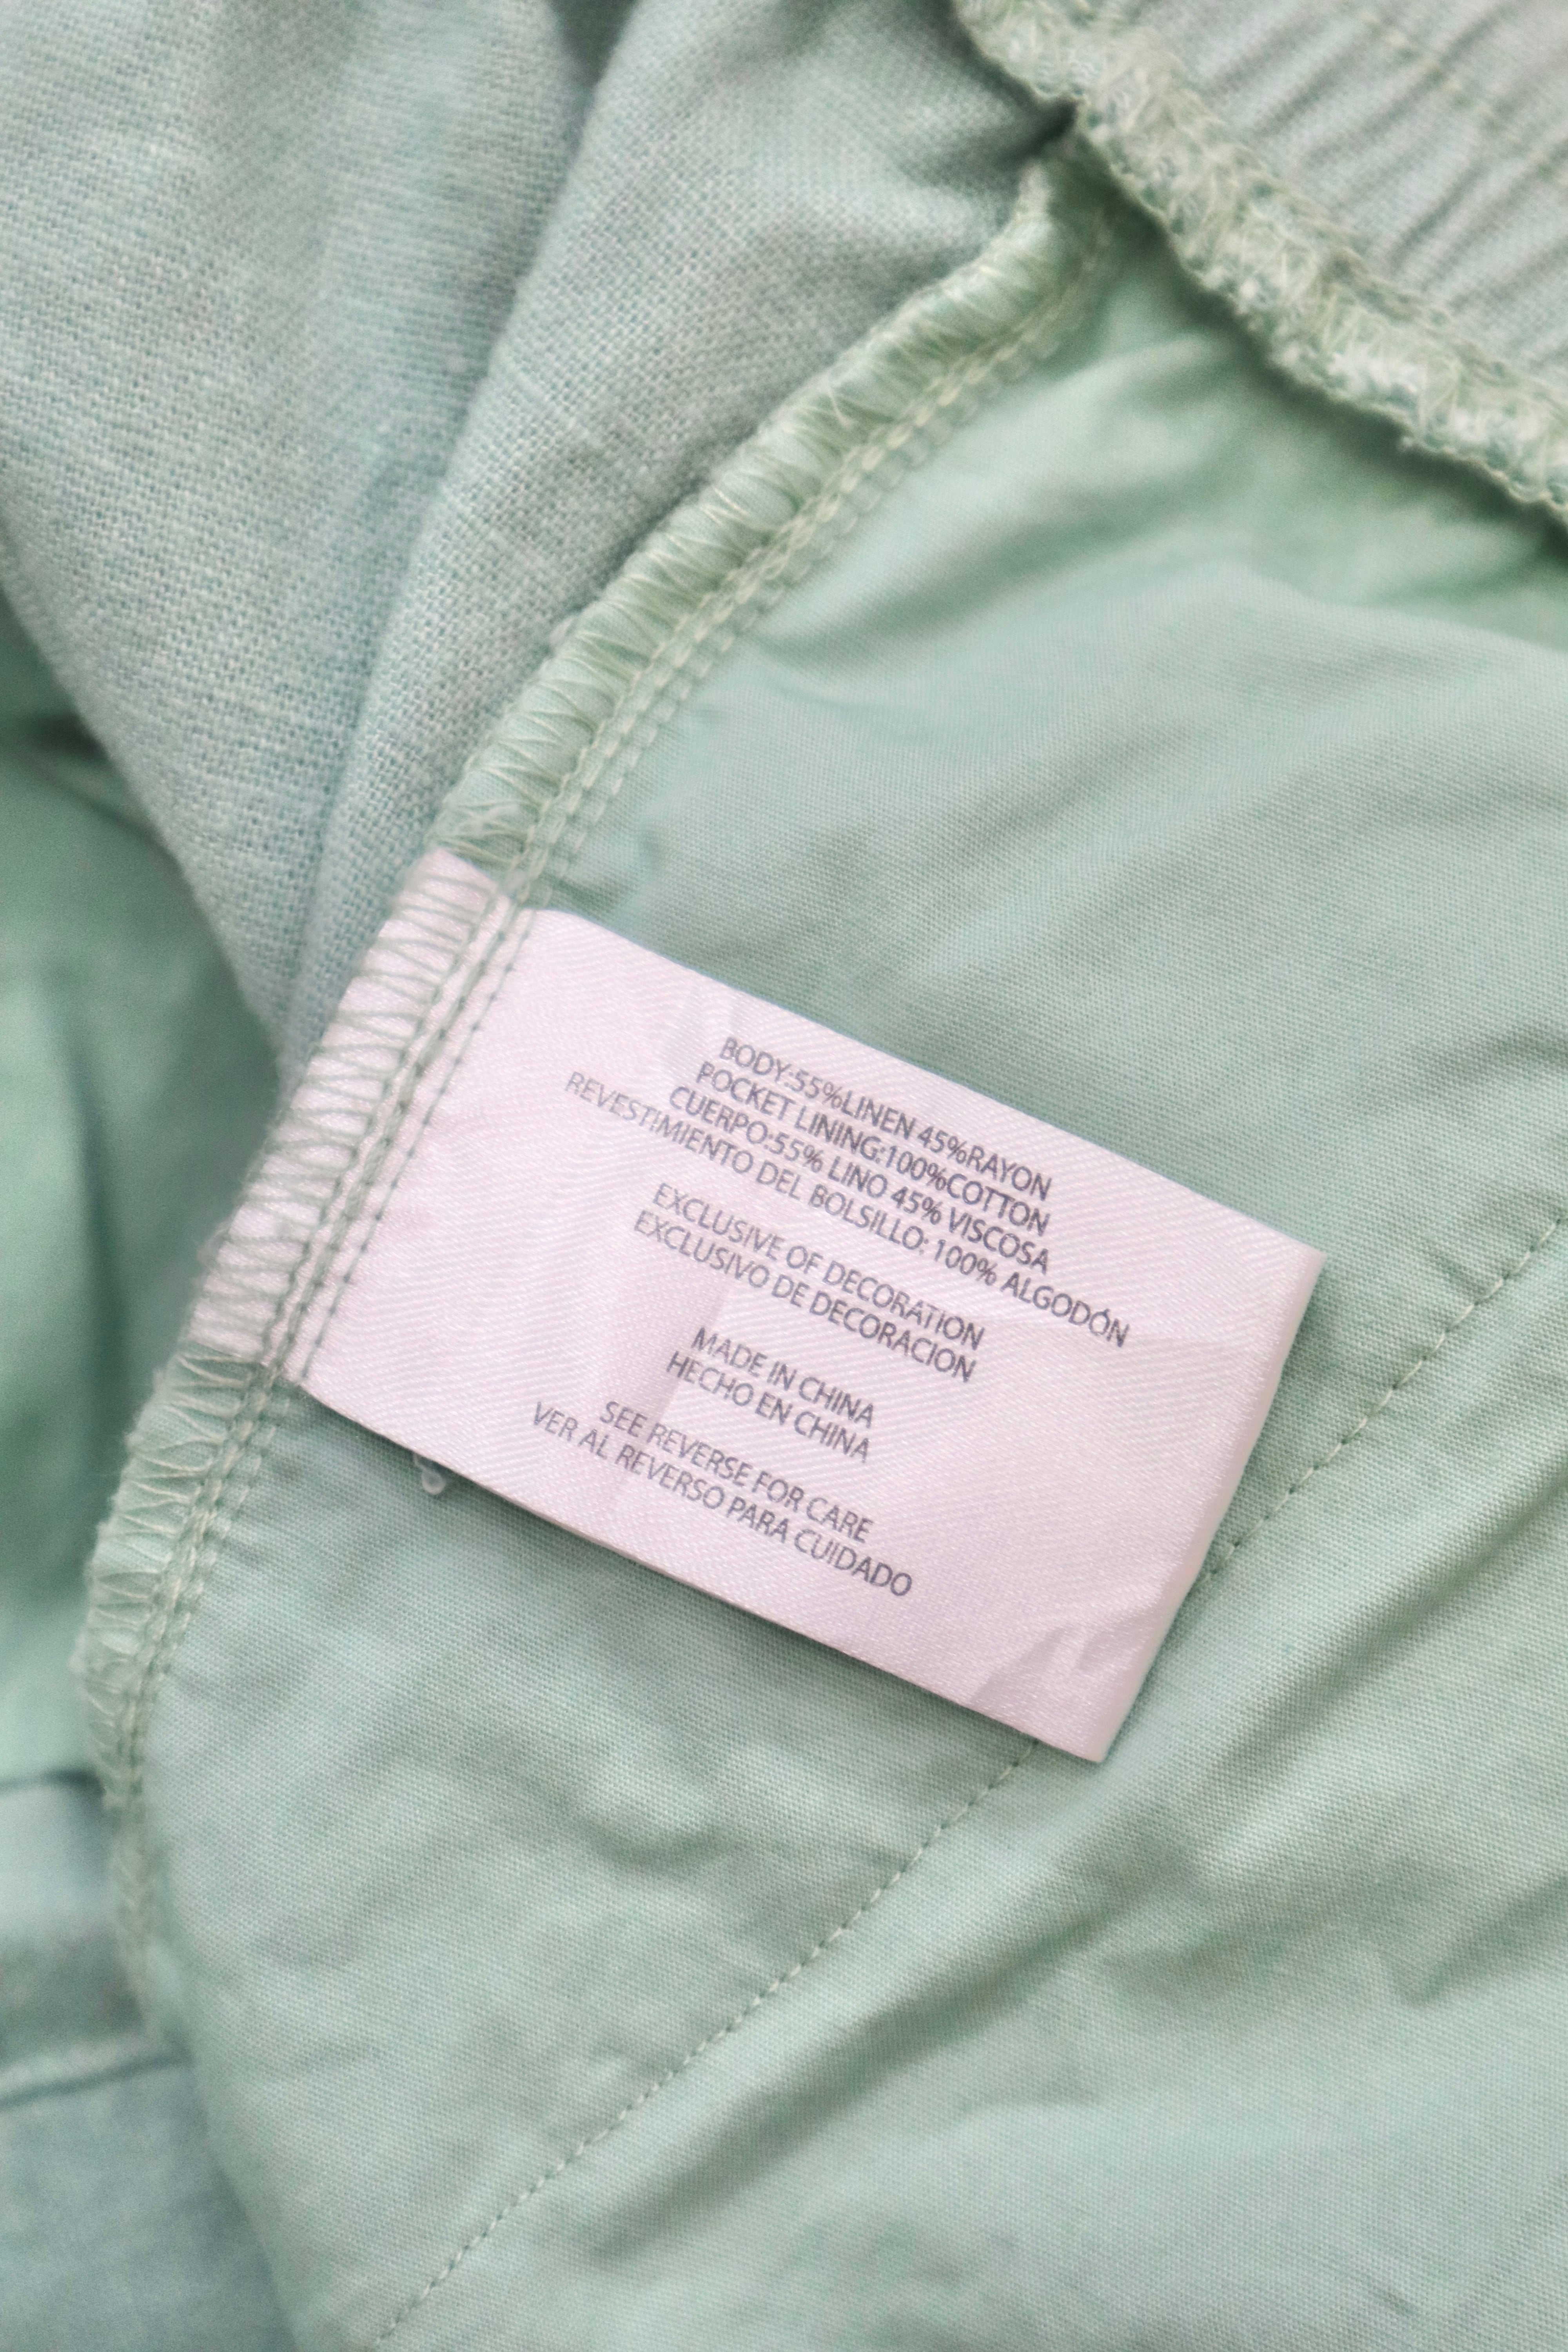 BODY:55%LINEN 45%RAYON
POCKET LINING:100%COTTON
CUERPO:55% LINO 45% VISCOSA
REVESTIMIENTO DEL BOLSILLO: 100% ALGODÓN
EXCLUSIVE OF DECORATION
EXCLUSIVO DE DECORACION
MADE IN CHINA
HECHO EN CHINA
SEE REVERSE FOR CARE
VER AL REVERSO PARA CUIDADO